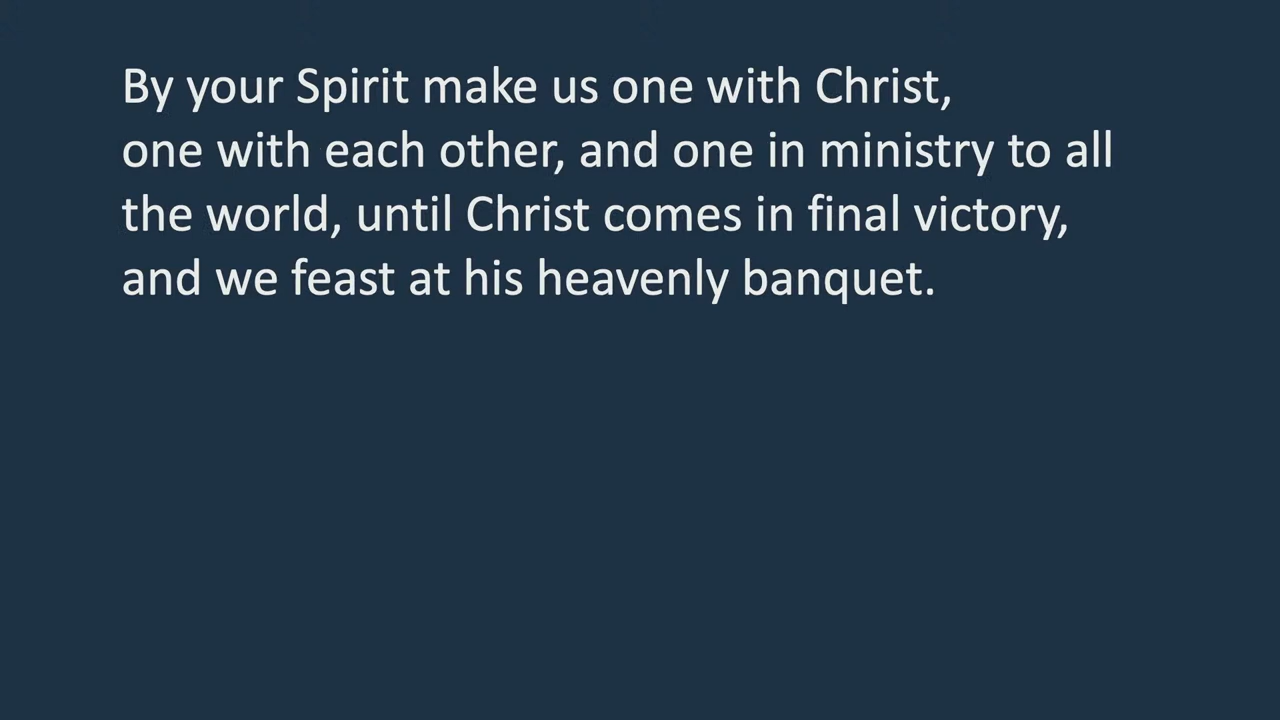 By your Spirit make us one with Christ,
one with each other, and one in ministry to all
the world, until Christ comes in final victory,
and we feast at his heavenly banquet.